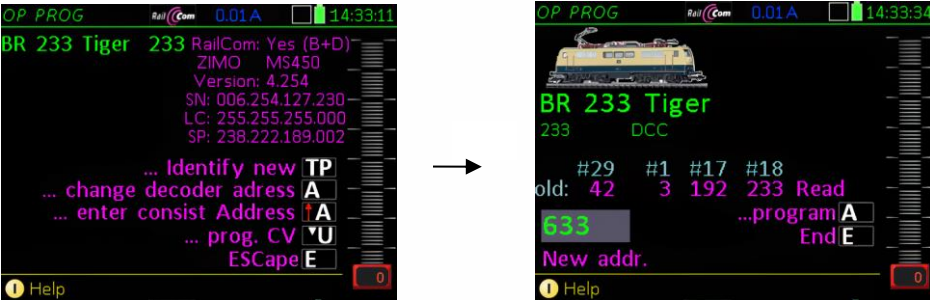 OP PROG RailCom 0.01 A 14:33:11
BR 233 Tiger 233 RailCom: Yes (B+D)
ZIMO MS450
Version: 4.254
SN: 006.254.127.230
LC: 255.255.255.000
SP: 238.222.189.002
... Identify new TP
... change decoder adress A
... enter consist Address A
... prog. CV U
ESCape E
0
I Help
OP PROG RailCom 0.01 A 14:33:34
BR 233 Tiger
233 DCC
#29 #1 #17 #18
old: 42 3 192 233 Read
...program A
633
End E
New addr.
0
I Help